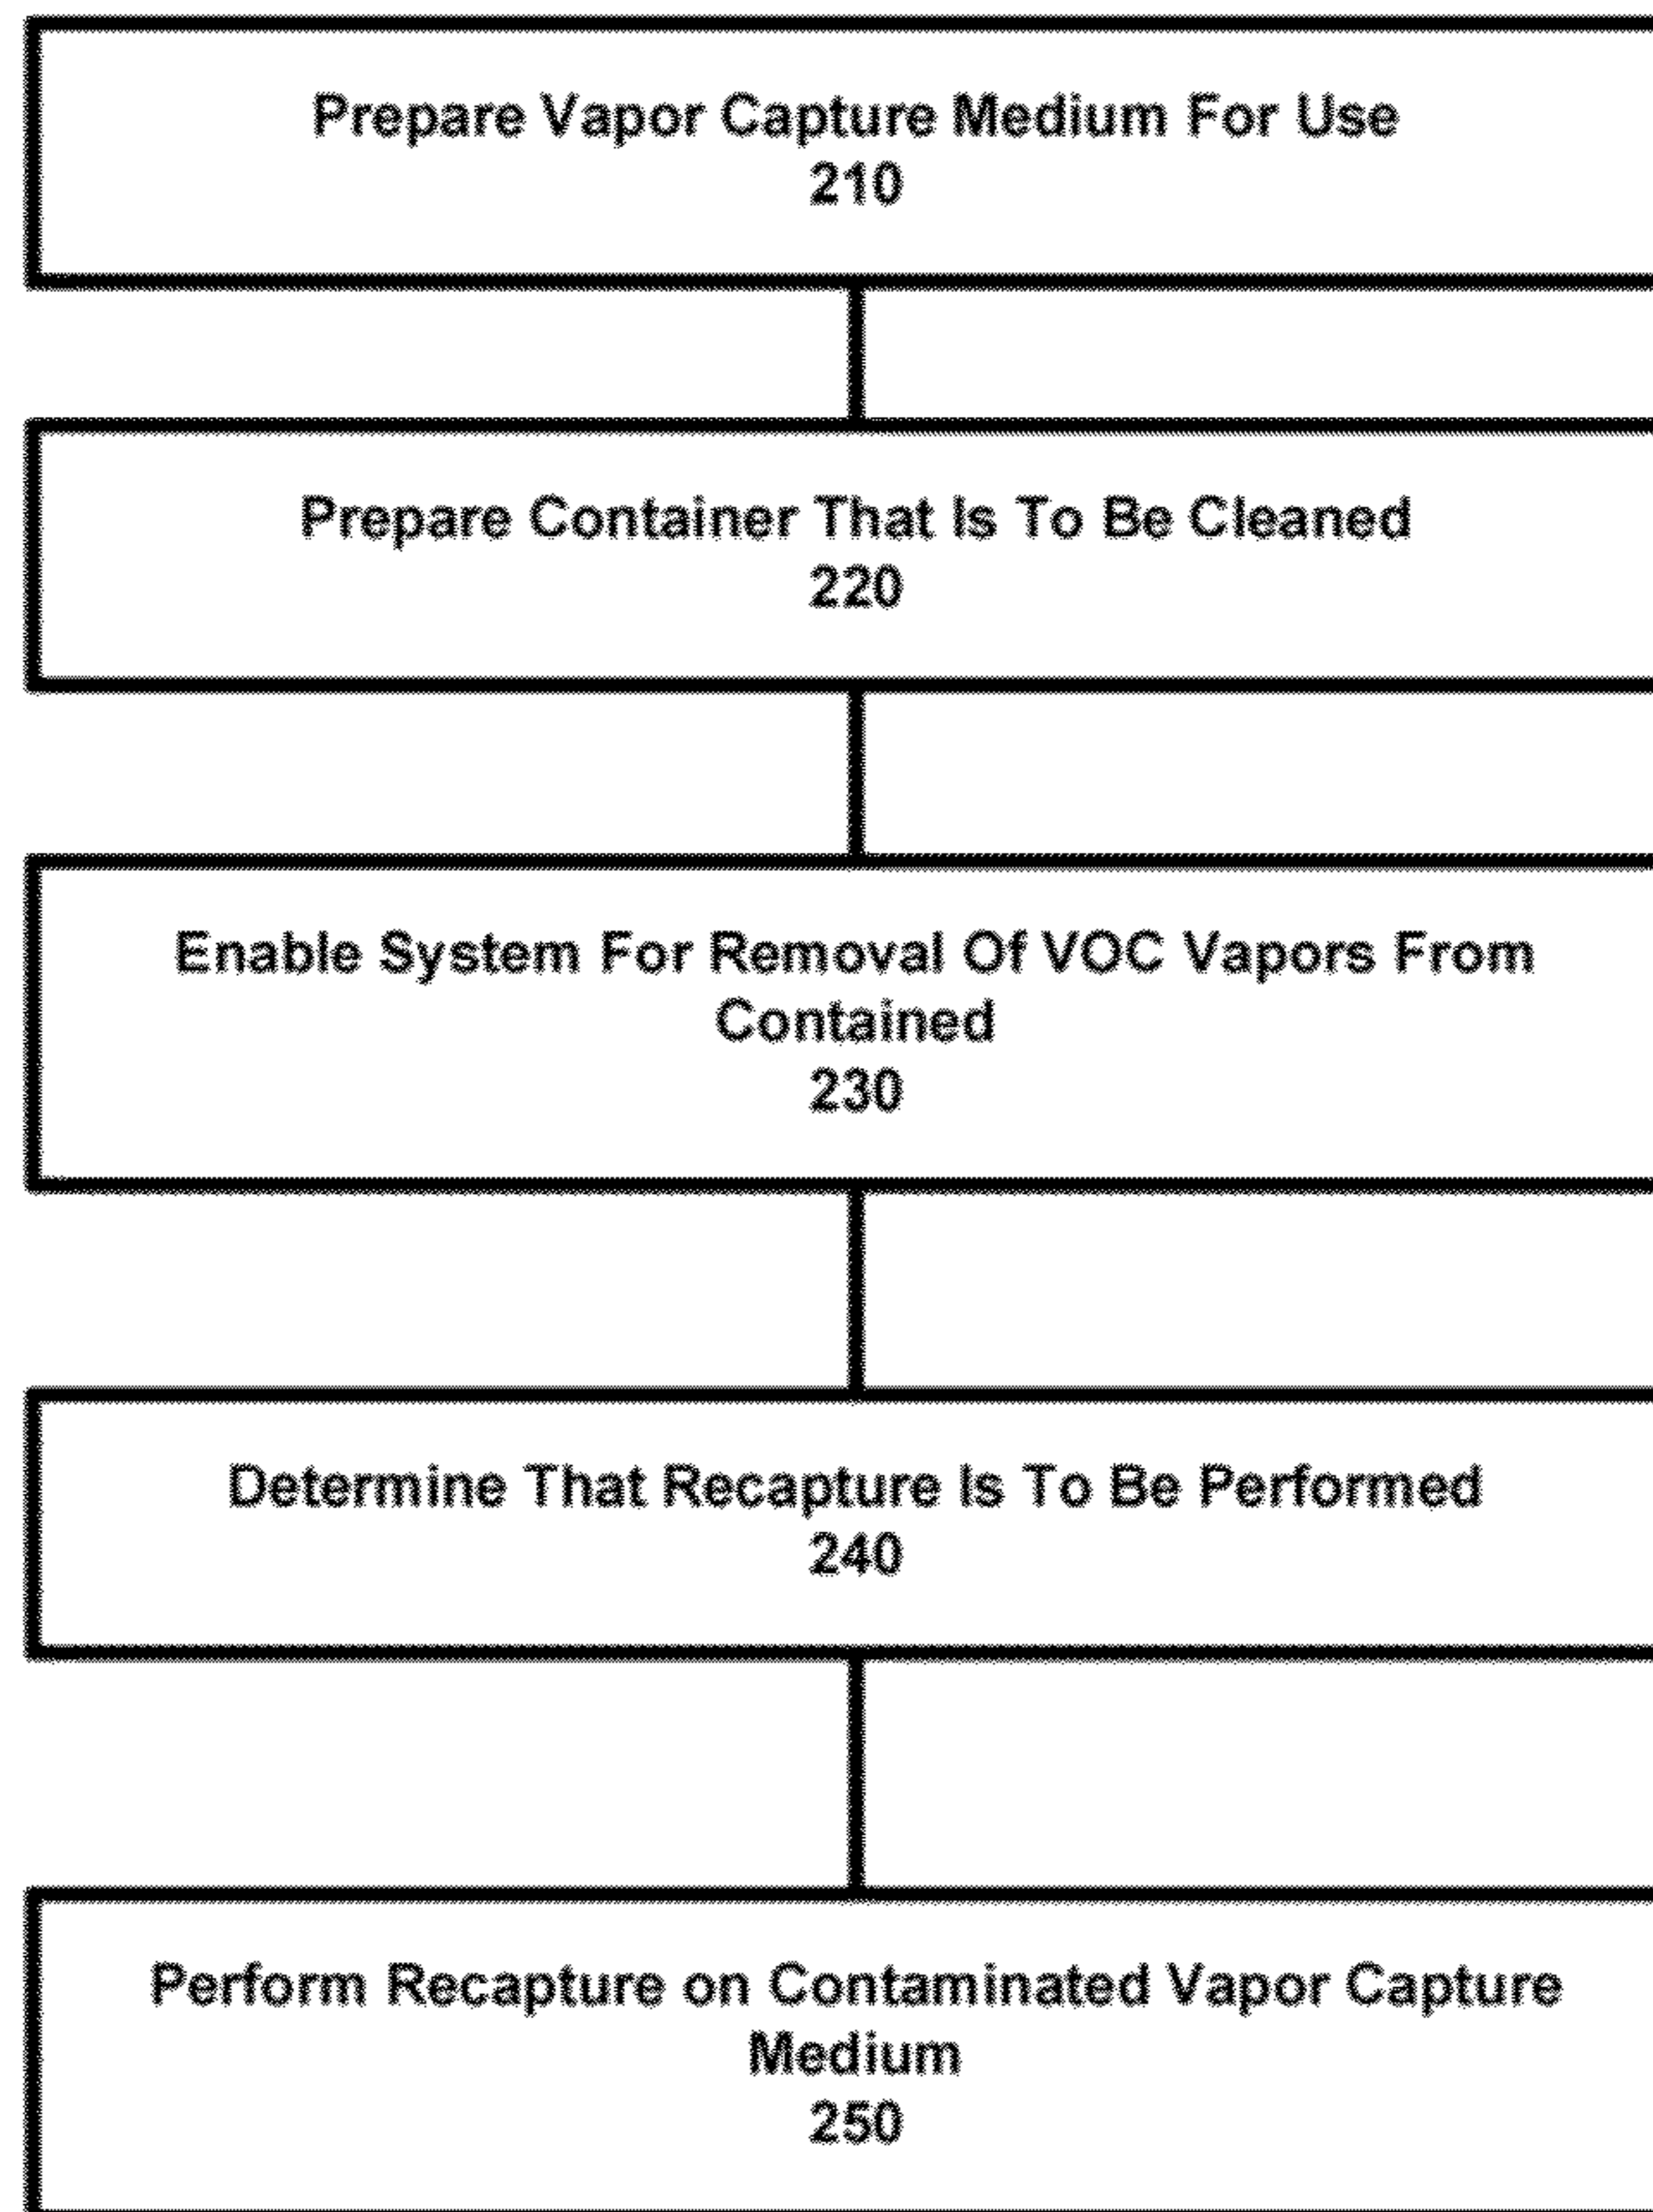 Prepare Vapor Capture Medium For Use
210
Prepare Container That Is To Be Cleaned
220
Enable System For Removal Of VOC Vapors From
Contained
230
Determine That Recapture Is To Be Performed
240
Perform Recapture on Contaminated Vapor Capture
Medium
250